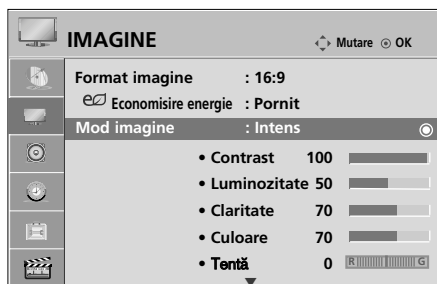 IMAGINE Mutare OK
Format imagine : 16:9
Economisire energie : Pornit
Mod imagine : Intens
• Contrast 100
• Luminozitate 50
• Claritate 70
• Culoare 70
• Tentă 0 R G